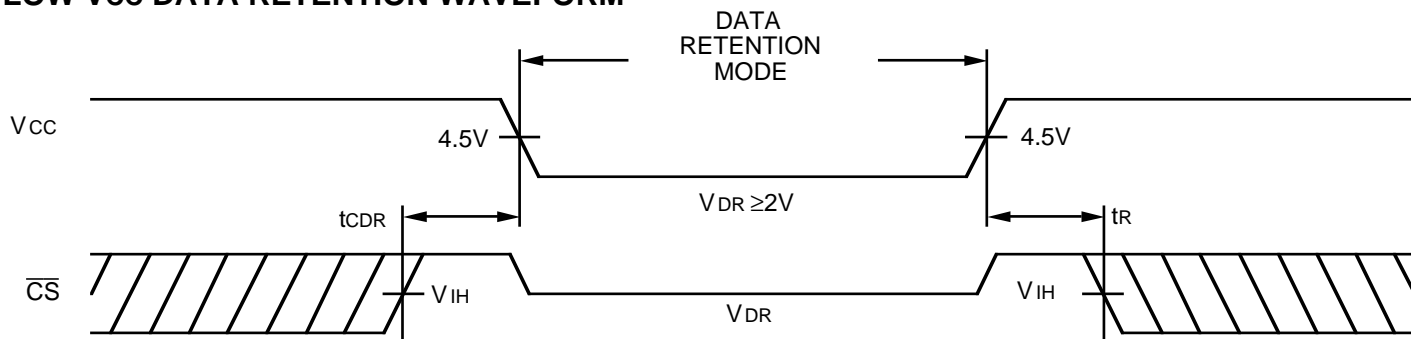 LOW VCC DATA RETENTION WAVEFORM
DATA
RETENTION
MODE
VCC
4.5V
4.5V
VDR ≥2V
tCDR
tR
CS
VIH
VIH
VDR